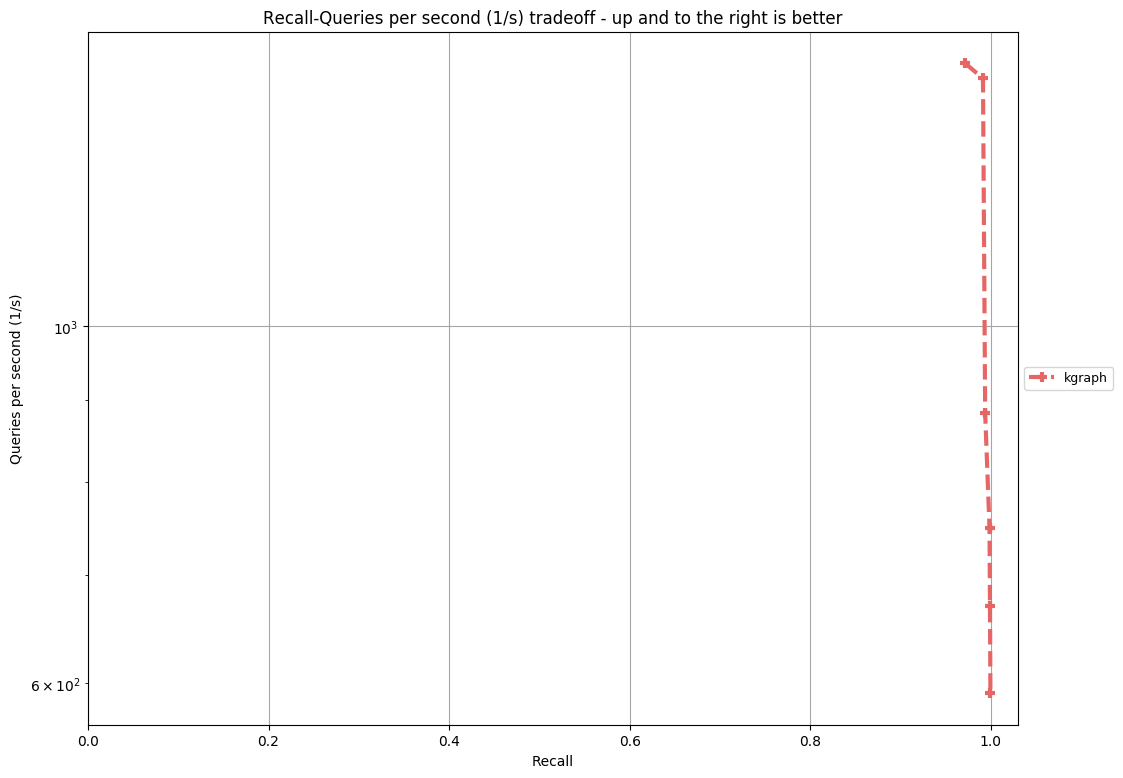 Recall-Queries per second (1/s) tradeoff - up and to the right is better
Queries per second (1/s)
10³
6 × 10²
0.0 0.2 0.4 0.6 0.8 1.0
Recall
kgraph